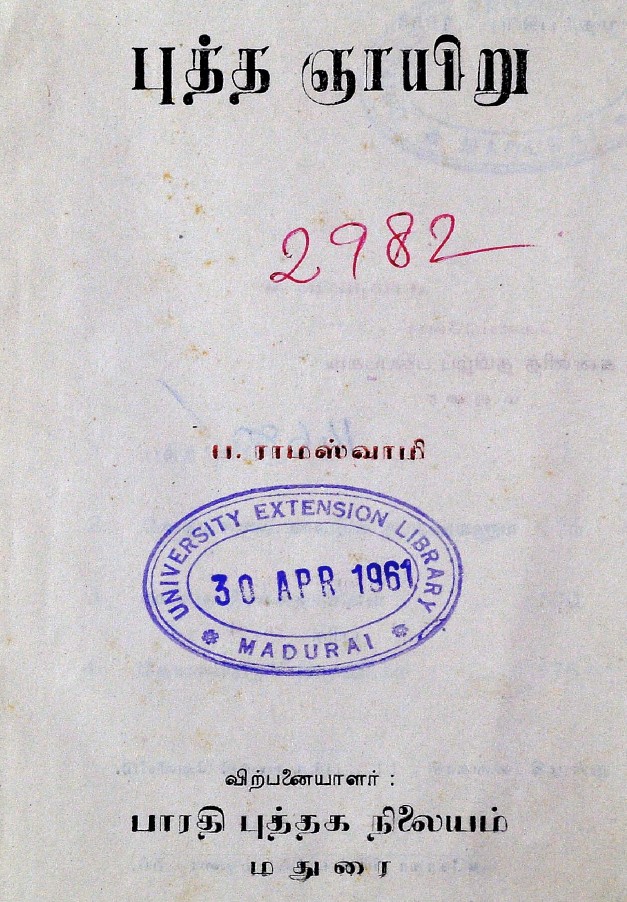 புத்த ஞாயிறு
2982
ப. ராமஸ்வாமி
UNIVERSITY EXTENSION LIBRARY
30 APR 1961
MADURAI
விற்பனையாளர் :
பாரதி புத்தக நிலையம்
மதுரை